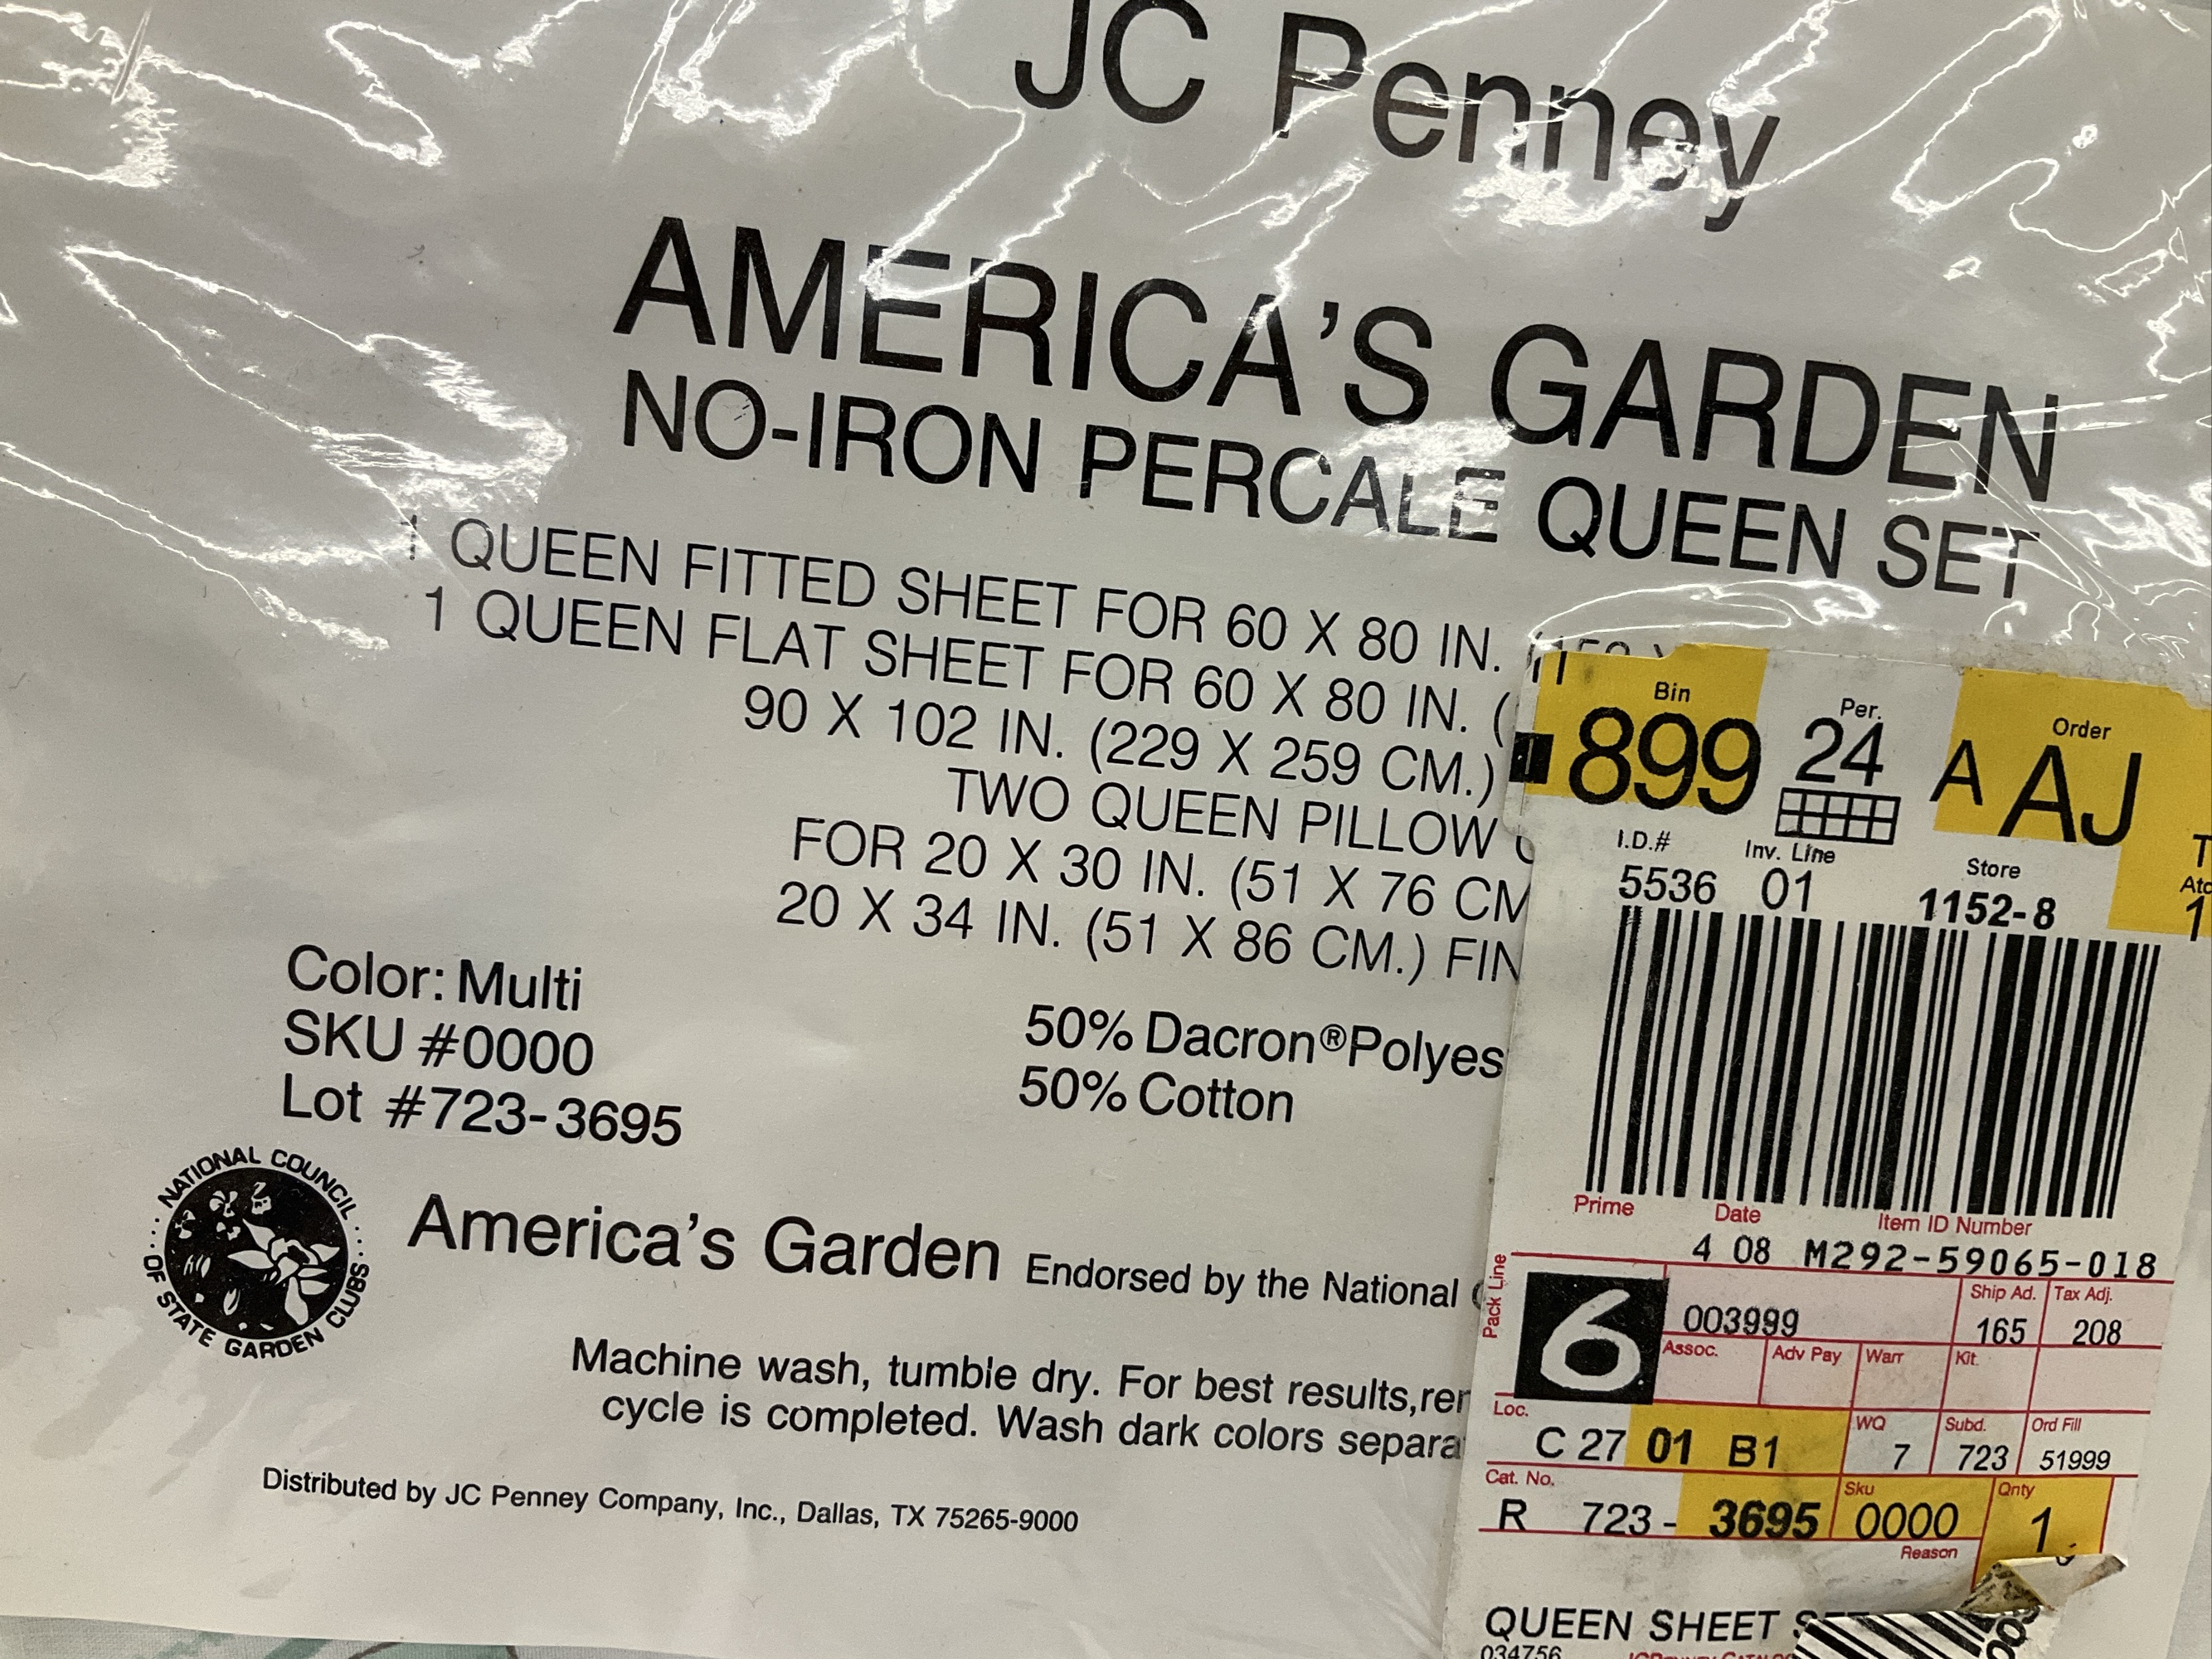 JC Penney
AMERICA'S GARDEN
NO-IRON PERCALE QUEEN SET
1 QUEEN FITTED SHEET FOR 60 X 80 IN.
1 QUEEN FLAT SHEET FOR 60 X 80 IN. (
90 X 102 IN. (229 X 259 CM.)
TWO QUEEN PILLOW
FOR 20 X 30 IN. (51 X 76 CM
20 X 34 IN. (51 X 86 CM.) FIN
Color: Multi
SKU #0000
Lot #723-3695
50% Dacron®Polyes
50% Cotton
NATIONAL COUNCIL
OF STATE GARDEN CLUBS
America's Garden Endorsed by the National
Machine wash, tumble dry. For best results,rem
cycle is completed. Wash dark colors separa
Distributed by JC Penney Company, Inc., Dallas, TX 75265-9000
Bin Per. Order
899 24 A AJ
I.D.# Inv. Line Store
5536 01 1152-8
Prime Date Item ID Number
4 08 M292-59065-018
Pack Line
6
003999
Ship Ad. Tax Adj.
165 208
Assoc. Adv Pay Warr Kit.
Loc. WQ Subd. Ord Fill
C 27 01 B1 7 723 51999
Cat. No. Sku Qnty
R 723- 3695 0000 1
Reason
QUEEN SHEET
034756